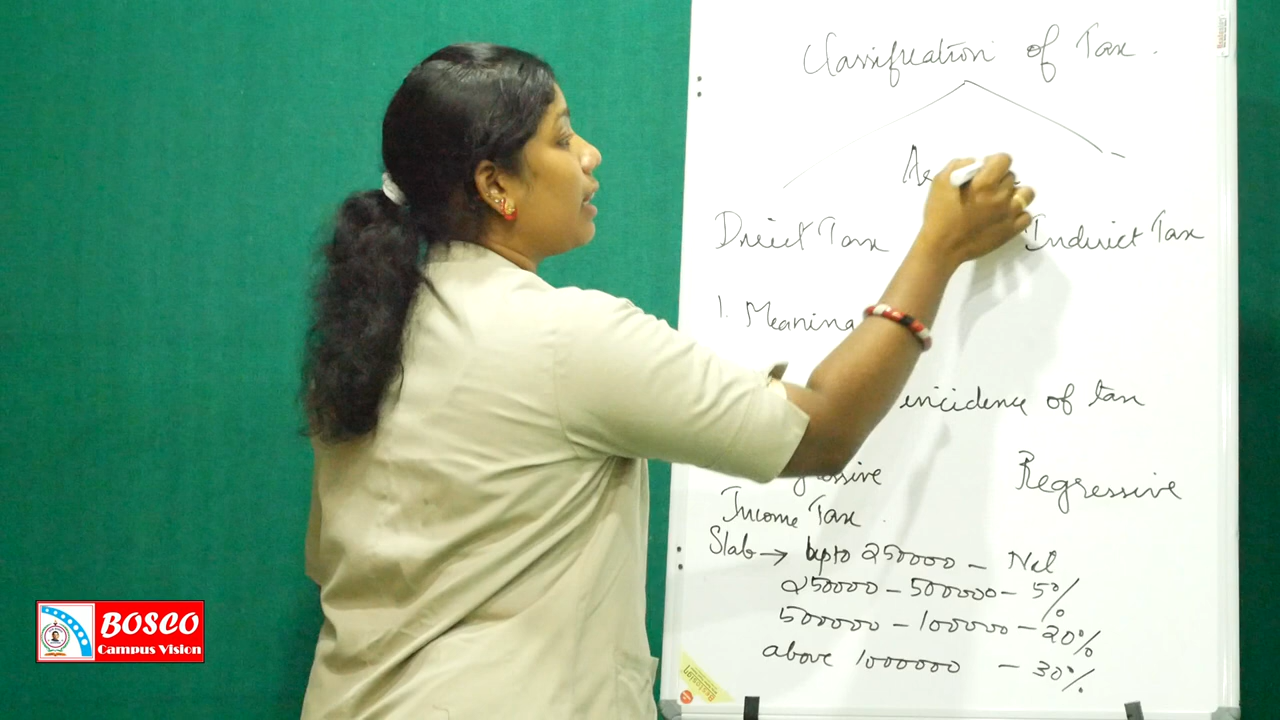 Classification of Tax.
Direct Tax Indirect Tax
1. Meaning
incidence of tax
Regressive
Income Tax
Slab → upto 250000 - Nil
250000 - 500000 - 5%
500000 - 1000000 - 20%
above 1000000 - 30%
BOSCO
Campus Vision